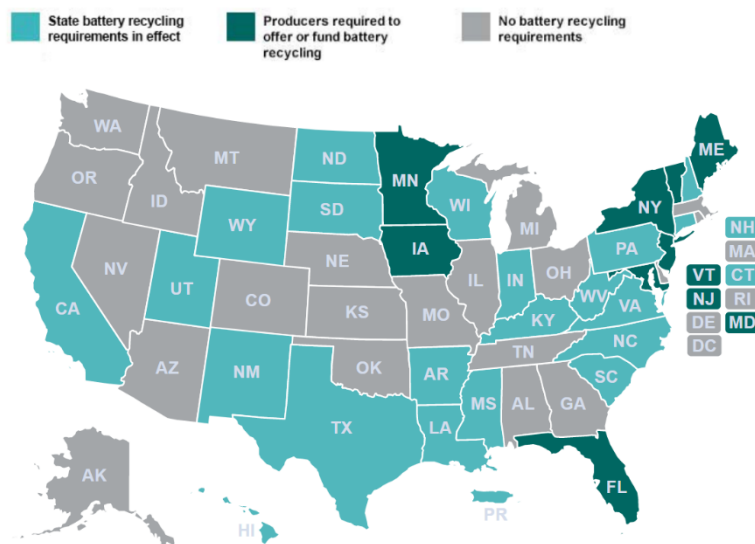 State battery recycling
requirements in effect
Producers required to
offer or fund battery
recycling
No battery recycling
requirements
WA
MT
ND
MN
ME
OR
ID
WY
SD
WI
MI
NY
NH
MA
VT
CT
NJ
RI
DE
MD
DC
NV
UT
CO
NE
IA
IL
IN
OH
PA
CA
KS
MO
KY
WV
VA
AZ
NM
OK
AR
TN
NC
SC
TX
LA
MS
AL
GA
AK
HI
PR
FL